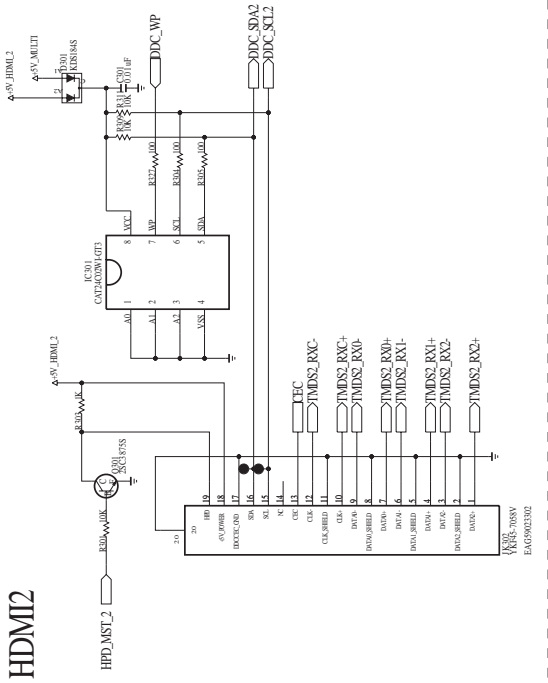 HDMI2
+5V_HDMI_2
+5V_MULTI
D301
KDS184S
C301
0.01uF
R309
10K
10K
DDC_WP
DDC_SDA2
DDC_SCL2
R327
100
R304
100
R305
100
IC301
CAT24C02WI-GT3
A0
1
A1
2
A2
3
VSS
4
8
VCC
7
WP
6
SCL
5
SDA
+5V_HDMI_2
R303
1K
Q301
2SC3875S
C
B
E
R301
10K
HPD_MST_2
20
20
19
HPD
18
+5V_POWER
17
DDC/CEC_GND
16
SDA
15
SCL
14
NC
13
CEC
12
CLK-
11
CLK_SHIELD
10
CLK+
9
DATA0-
8
DATA0_SHIELD
7
DATA0+
6
DATA1-
5
DATA1_SHIELD
4
DATA1+
3
DATA2-
2
DATA2_SHIELD
1
DATA2+
CEC
TMDS2_RXC-
TMDS2_RXC+
TMDS2_RX0-
TMDS2_RX0+
TMDS2_RX1-
TMDS2_RX1+
TMDS2_RX2-
TMDS2_RX2+
JK302
YKF45-7058V
EAG59023302